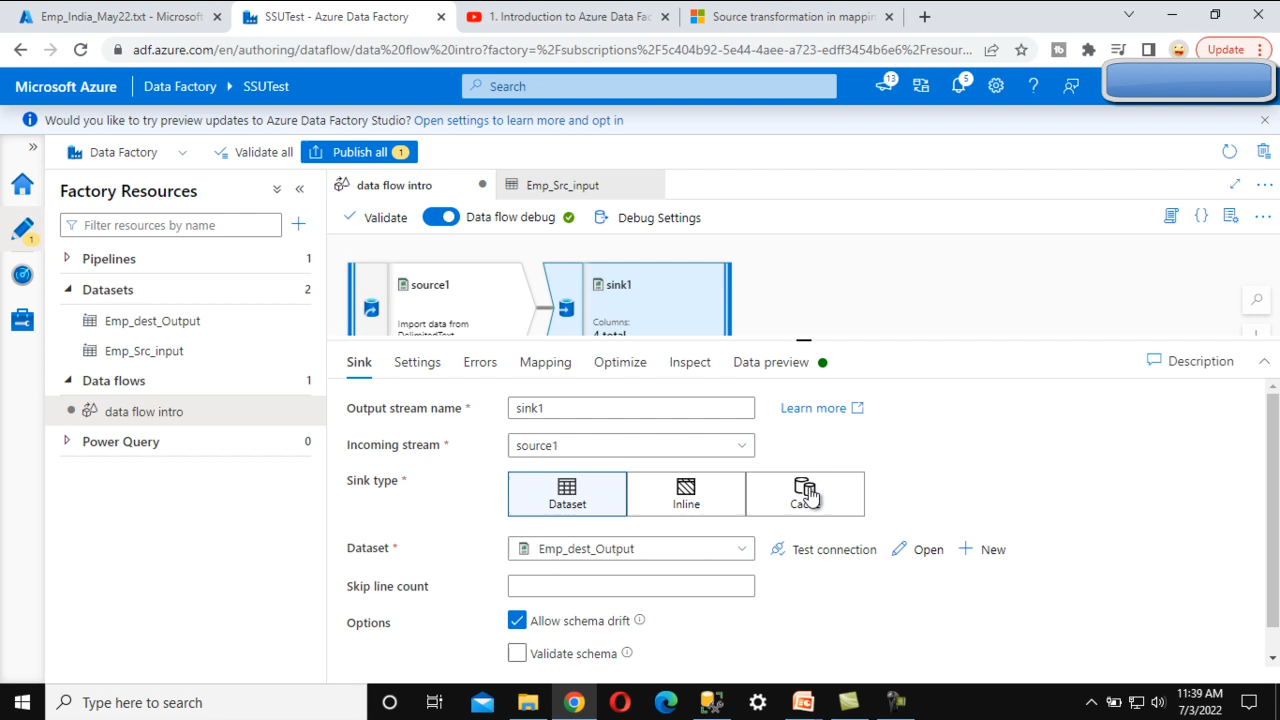 Emp_India_May22.txt - Microsoft
SSUTest - Azure Data Factory
1. Introduction to Azure Data Fac
Source transformation in mappin
adf.azure.com/en/authoring/dataflow/data%20flow%20intro?factory=%2Fsubscriptions%2F5c404b92-5e44-4aee-a723-edff3454b6e6%2Fresour...
Update
Microsoft Azure
Data Factory
SSUTest
Search
13
5
Would you like to try preview updates to Azure Data Factory Studio? Open settings to learn more and opt in
Data Factory
Validate all
Publish all 1
Factory Resources
Filter resources by name
Pipelines 1
Datasets 2
Emp_dest_Output
Emp_Src_input
Data flows 1
data flow intro
Power Query 0
1
data flow intro
Emp_Src_input
Validate
Data flow debug
Debug Settings
source1
Import data from
DelimitedText
sink1
Columns:
4 total
Sink
Settings
Errors
Mapping
Optimize
Inspect
Data preview
Description
Output stream name *
sink1
Learn more
Incoming stream *
source1
Sink type *
Dataset
Inline
Dataset *
Emp_dest_Output
Test connection
Open
New
Skip line count
Options
Allow schema drift
Validate schema
Type here to search
11:39 AM
7/3/2022